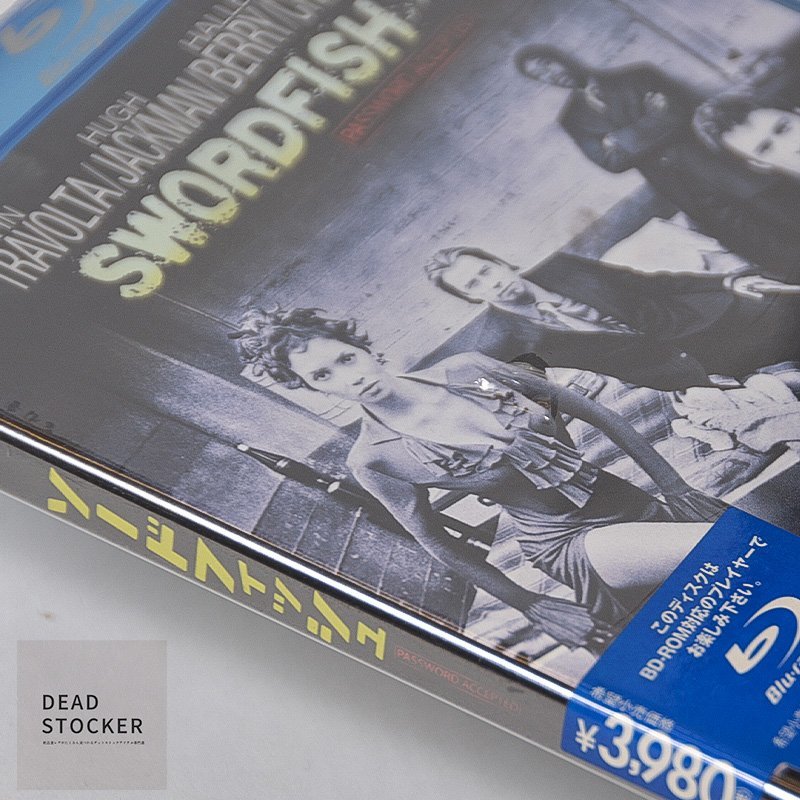 HUGH
TRAVOLTA/JACKMAN/BERRY/
SWORDFISH
PASSWORD ACCEPTED
ソードフィッシュ
PASSWORD ACCEPTED
このディスクは
BD-ROM対応のプレイヤーで
お楽しみ下さい。
希望小売価格
¥3,980
DEAD
STOCKER